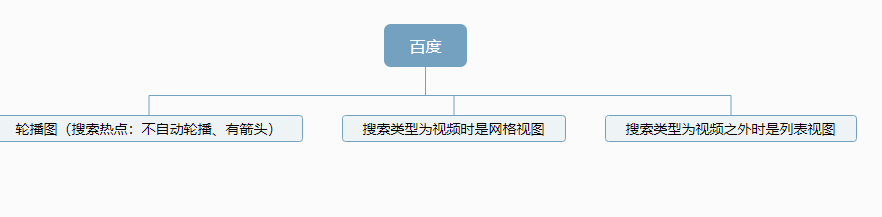 百度
轮播图（搜索热点：不自动轮播、有箭头）
搜索类型为视频时是网格视图
搜索类型为视频之外时是列表视图